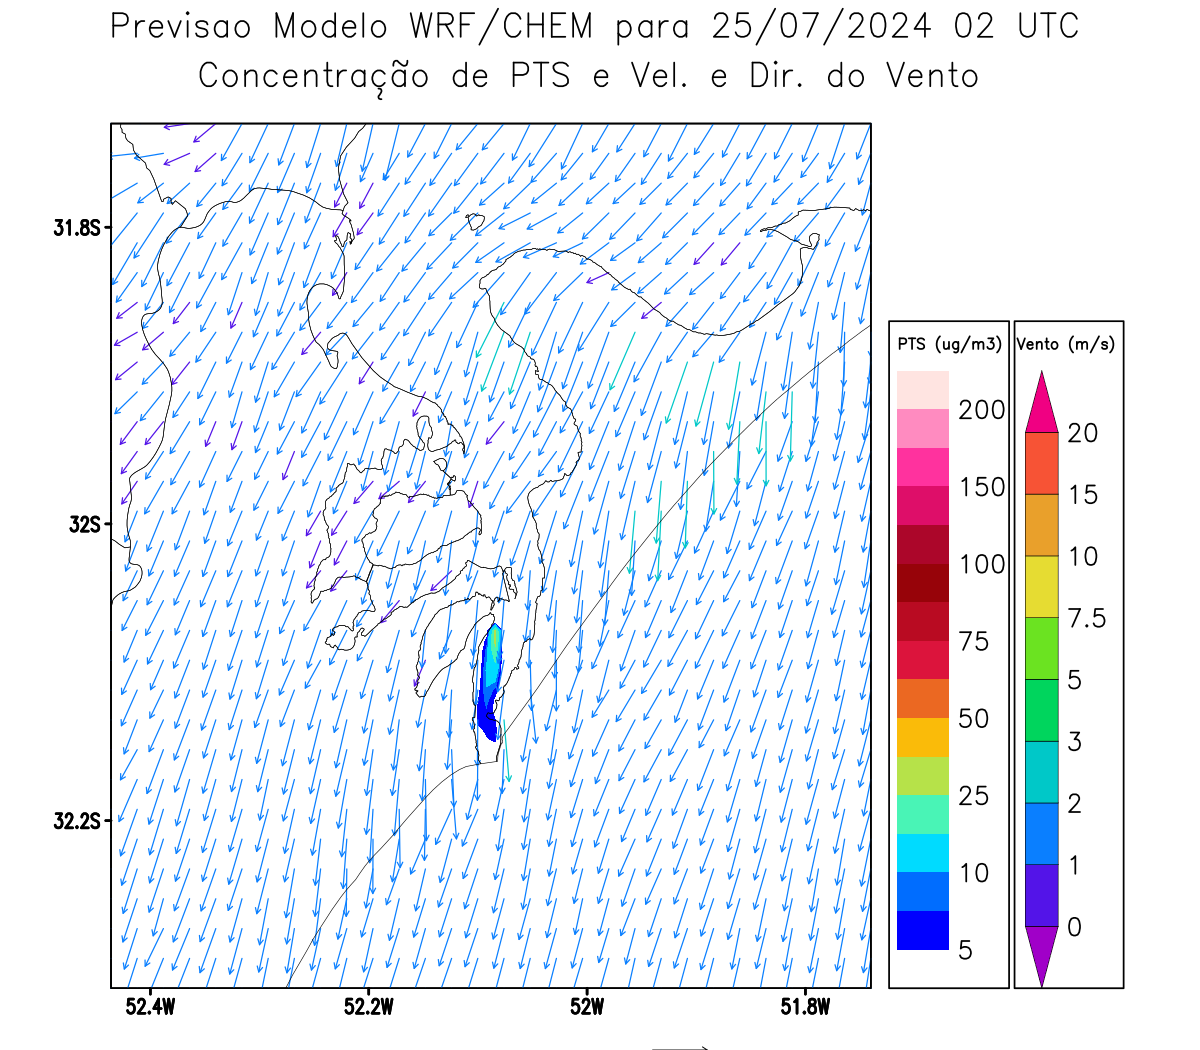 Previsao Modelo WRF/CHEM para 25/07/2024 02 UTC
Concentração de PTS e Vel. e Dir. do Vento
31.8S
32S
32.2S
52.4W 52.2W 52W 51.8W
PTS (ug/m3)
200
150
100
75
50
25
10
5
Vento (m/s)
20
15
10
7.5
5
3
2
1
0